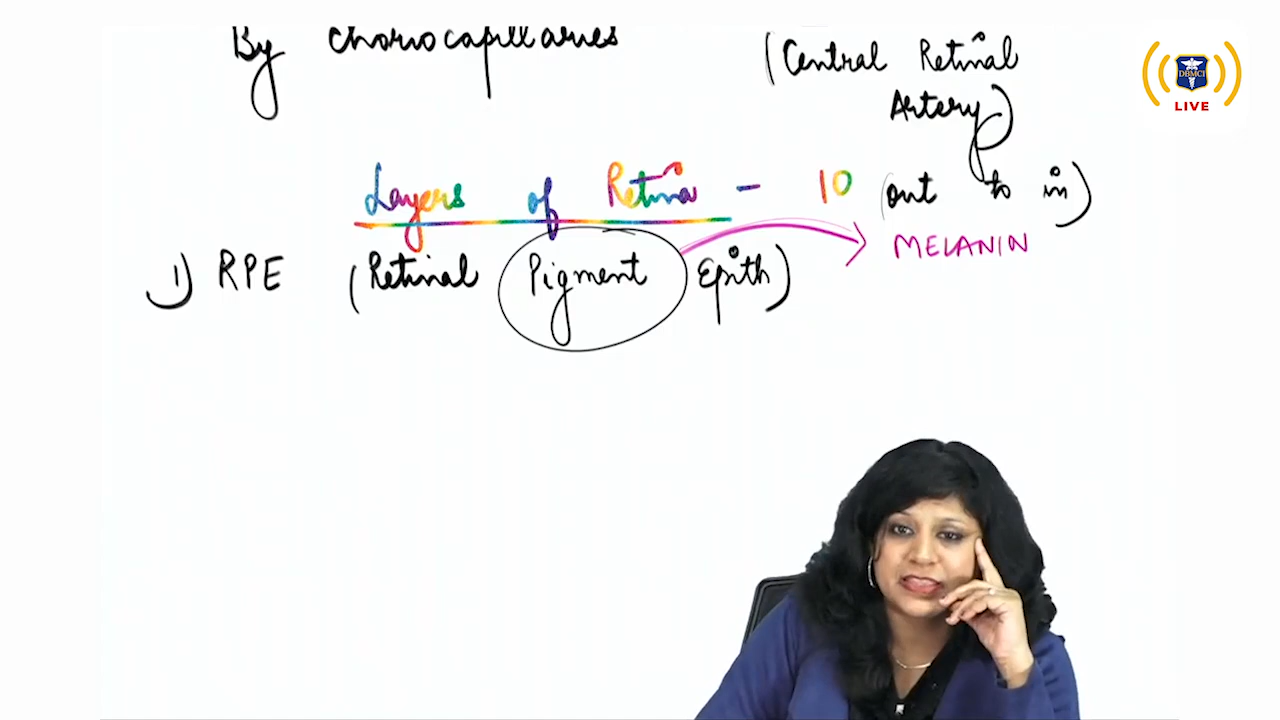 By choriocapillaries
(Central Retinal
Artery)
DBMCI
LIVE
Layers of Retina - 10 (out to in)
MELANIN
1) RPE (Retinal Pigment Epith)